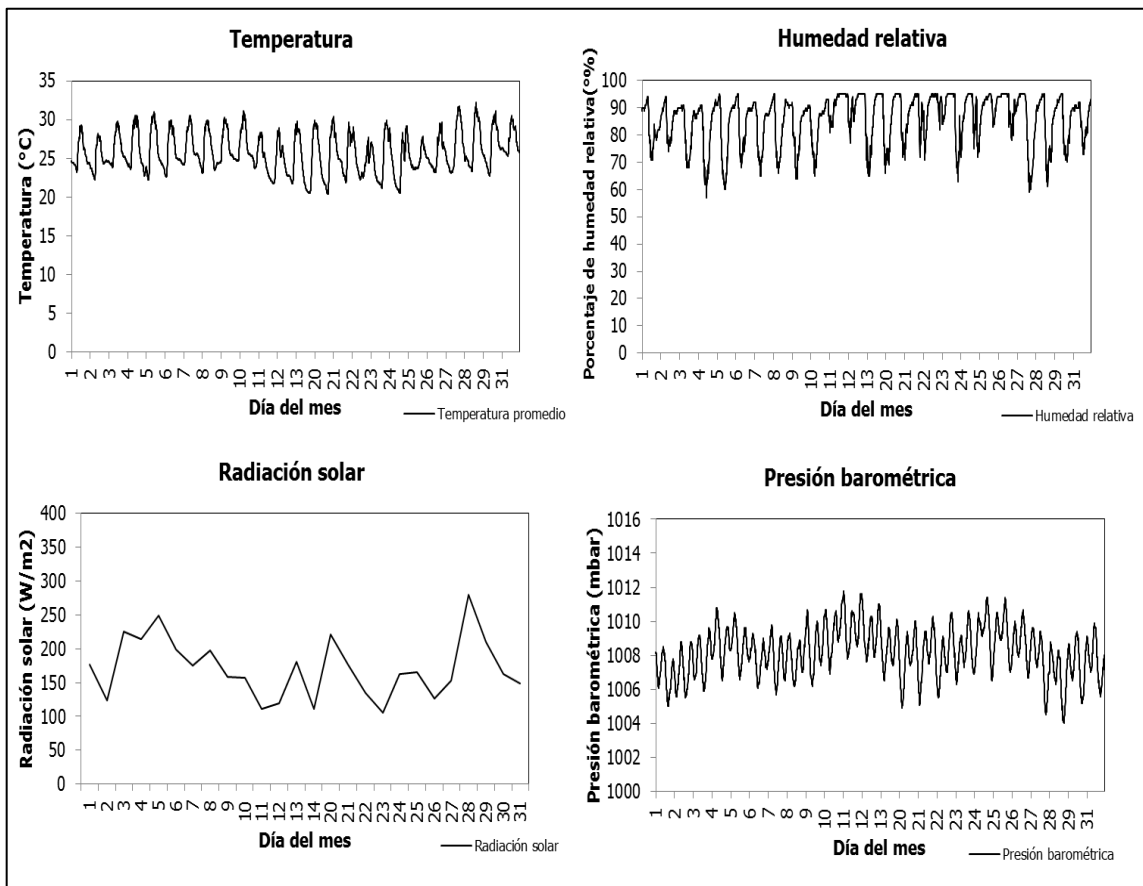 Temperatura
Temperatura (°C)
35
30
25
20
15
10
5
0
1 2 3 4 5 6 7 8 9 10 11 12 13 20 21 22 23 24 25 26 27 28 29 31
Día del mes
Temperatura promedio
Humedad relativa
Porcentaje de humedad relativa(°%)
100
90
80
70
60
50
40
30
20
10
0
1 2 3 4 5 6 7 8 9 10 11 12 13 20 21 22 23 24 25 26 27 28 29 31
Día del mes
Humedad relativa
Radiación solar
Radiación solar (W/m2)
400
350
300
250
200
150
100
50
0
1 2 3 4 5 6 7 8 9 10 11 12 13 14 20 21 22 23 24 25 26 27 28 29 30 31
Día del mes
Radiación solar
Presión barométrica
Presión barométrica (mbar)
1016
1014
1012
1010
1008
1006
1004
1002
1000
1 2 3 4 5 6 7 8 9 10 11 12 13 20 21 22 23 24 25 26 27 28 29 31
Día del mes
Presión barométrica